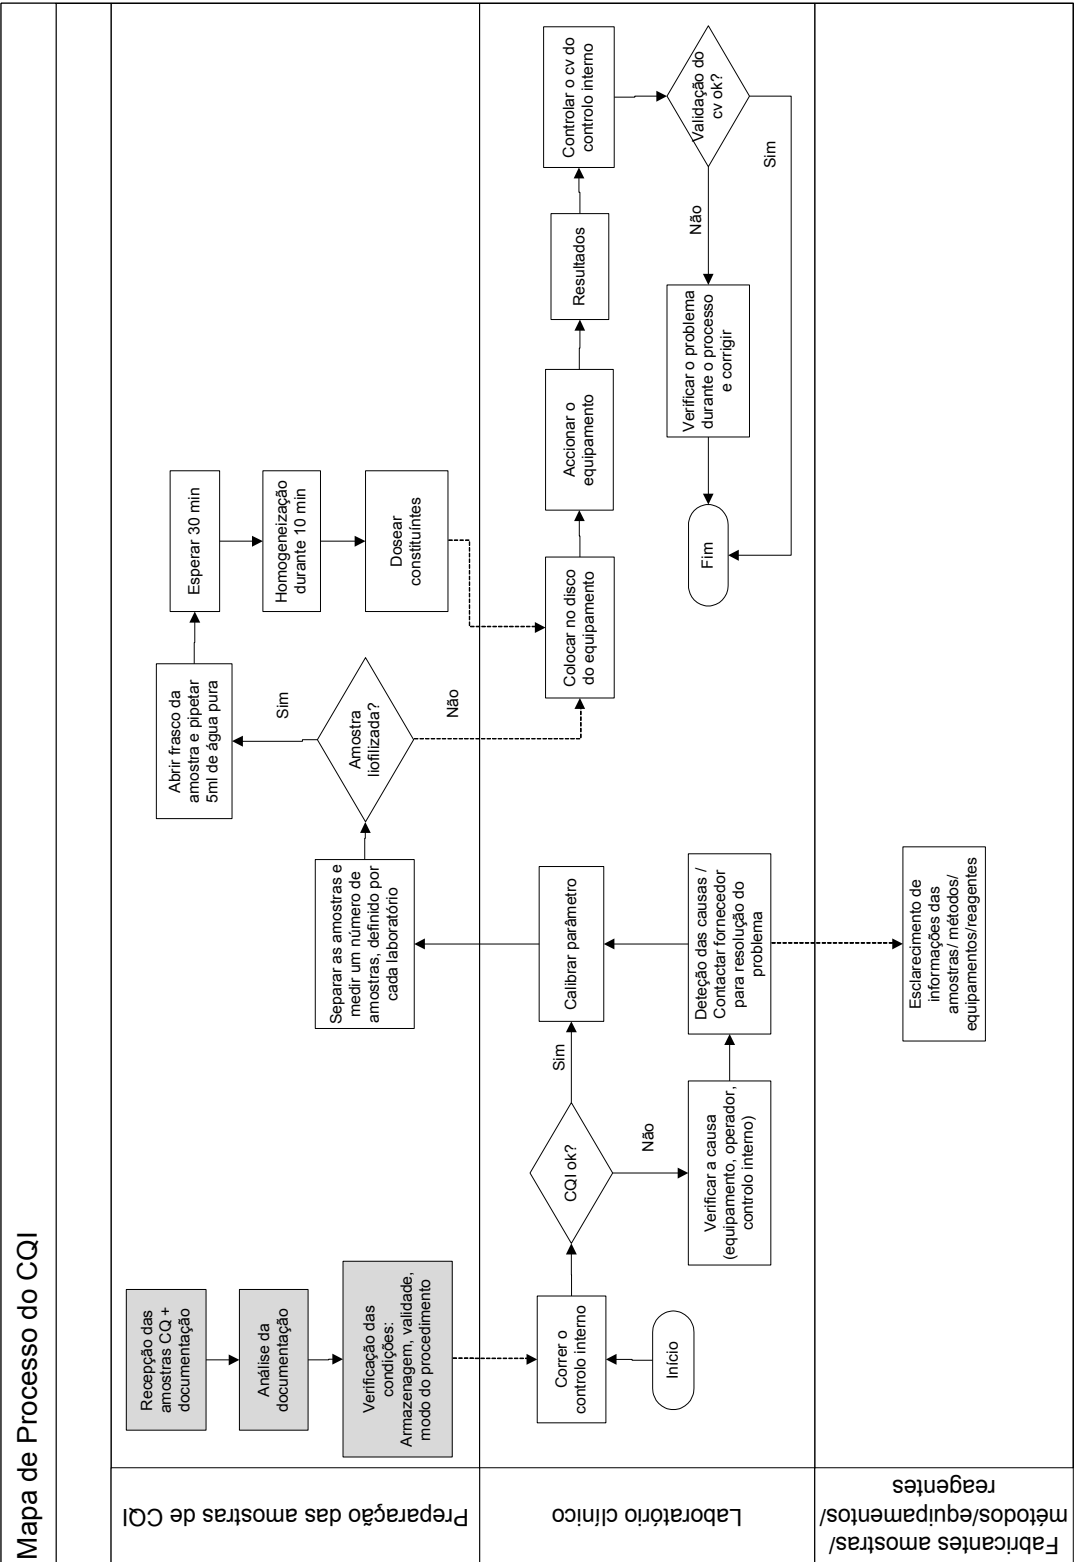 Mapa de Processo do CQI
Preparação das amostras de CQI
Recepção das
amostras CQ +
documentação
Análise da
documentação
Verificação das
condições:
Armazenagem, validade,
modo do procedimento
Separar as amostras e
medir um número de
amostras, definido por
cada laboratório
Amostra
liofilizada?
Sim
Não
Abrir frasco da
amostra e pipetar
5ml de água pura
Esperar 30 min
Homogeneização
durante 10 min
Dosear
constituíntes
Laboratório clínico
Início
Correr o
controlo interno
CQI ok?
Sim
Não
Verificar a causa
(equipamento, operador,
controlo interno)
Calibrar parâmetro
Deteção das causas /
Contactar fornecedor
para resolução do
problema
Colocar no disco
do equipamento
Accionar o
equipamento
Resultados
Controlar o cv do
controlo interno
Validação do
cv ok?
Não
Sim
Verificar o problema
durante o processo
e corrigir
Fim
Fabricantes amostras/
métodos/equipamentos/
reagentes
Esclarecimento de
informações das
amostras/ métodos/
equipamentos/reagentes